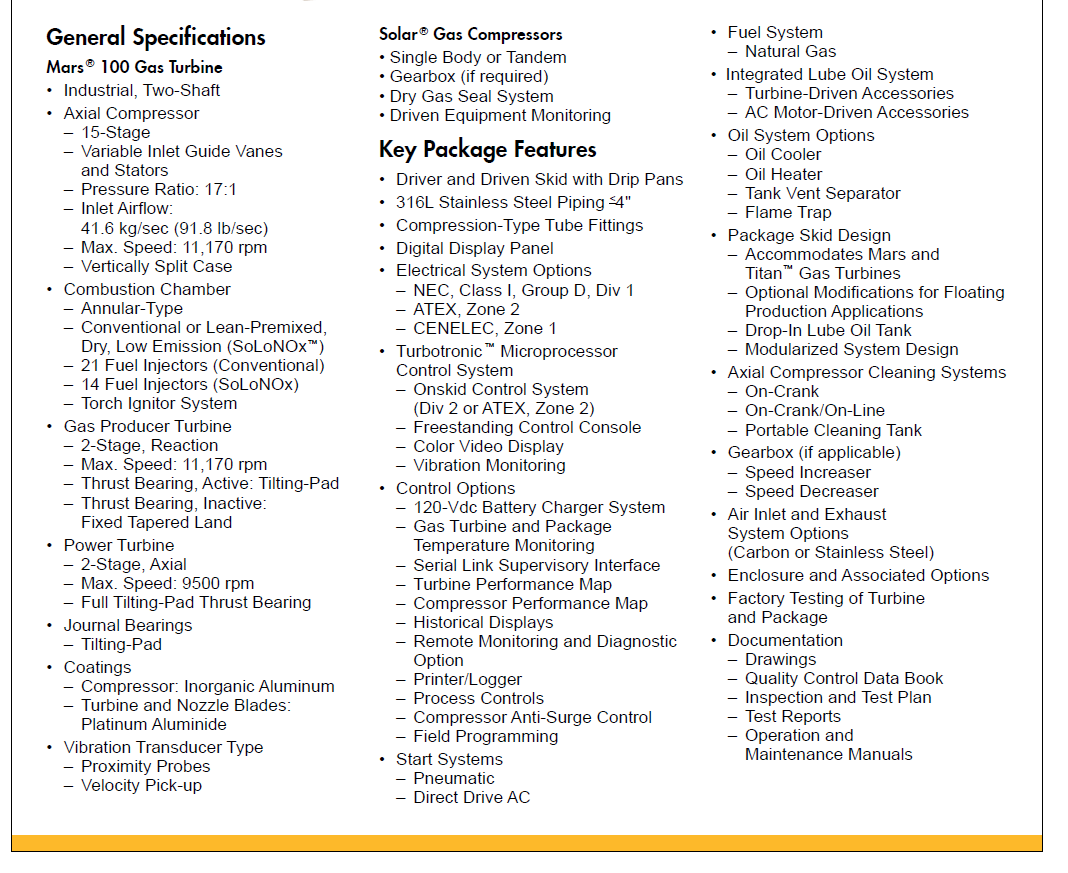 General Specifications
Mars® 100 Gas Turbine
• Industrial, Two-Shaft
• Axial Compressor
– 15-Stage
– Variable Inlet Guide Vanes
and Stators
– Pressure Ratio: 17:1
– Inlet Airflow:
41.6 kg/sec (91.8 lb/sec)
– Max. Speed: 11,170 rpm
– Vertically Split Case
• Combustion Chamber
– Annular-Type
– Conventional or Lean-Premixed,
Dry, Low Emission (SoLoNOx™)
– 21 Fuel Injectors (Conventional)
– 14 Fuel Injectors (SoLoNOx)
– Torch Ignitor System
• Gas Producer Turbine
– 2-Stage, Reaction
– Max. Speed: 11,170 rpm
– Thrust Bearing, Active: Tilting-Pad
– Thrust Bearing, Inactive:
Fixed Tapered Land
• Power Turbine
– 2-Stage, Axial
– Max. Speed: 9500 rpm
– Full Tilting-Pad Thrust Bearing
• Journal Bearings
– Tilting-Pad
• Coatings
– Compressor: Inorganic Aluminum
– Turbine and Nozzle Blades:
Platinum Aluminide
• Vibration Transducer Type
– Proximity Probes
– Velocity Pick-up
Solar® Gas Compressors
• Single Body or Tandem
• Gearbox (if required)
• Dry Gas Seal System
• Driven Equipment Monitoring
Key Package Features
• Driver and Driven Skid with Drip Pans
• 316L Stainless Steel Piping ≤4"
• Compression-Type Tube Fittings
• Digital Display Panel
• Electrical System Options
– NEC, Class I, Group D, Div 1
– ATEX, Zone 2
– CENELEC, Zone 1
• Turbotronic™ Microprocessor
Control System
– Onskid Control System
(Div 2 or ATEX, Zone 2)
– Freestanding Control Console
– Color Video Display
– Vibration Monitoring
• Control Options
– 120-Vdc Battery Charger System
– Gas Turbine and Package
Temperature Monitoring
– Serial Link Supervisory Interface
– Turbine Performance Map
– Compressor Performance Map
– Historical Displays
– Remote Monitoring and Diagnostic
Option
– Printer/Logger
– Process Controls
– Compressor Anti-Surge Control
– Field Programming
• Start Systems
– Pneumatic
– Direct Drive AC
• Fuel System
– Natural Gas
• Integrated Lube Oil System
– Turbine-Driven Accessories
– AC Motor-Driven Accessories
• Oil System Options
– Oil Cooler
– Oil Heater
– Tank Vent Separator
– Flame Trap
• Package Skid Design
– Accommodates Mars and
Titan™ Gas Turbines
– Optional Modifications for Floating
Production Applications
– Drop-In Lube Oil Tank
– Modularized System Design
• Axial Compressor Cleaning Systems
– On-Crank
– On-Crank/On-Line
– Portable Cleaning Tank
• Gearbox (if applicable)
– Speed Increaser
– Speed Decreaser
• Air Inlet and Exhaust
System Options
(Carbon or Stainless Steel)
• Enclosure and Associated Options
• Factory Testing of Turbine
and Package
• Documentation
– Drawings
– Quality Control Data Book
– Inspection and Test Plan
– Test Reports
– Operation and
Maintenance Manuals